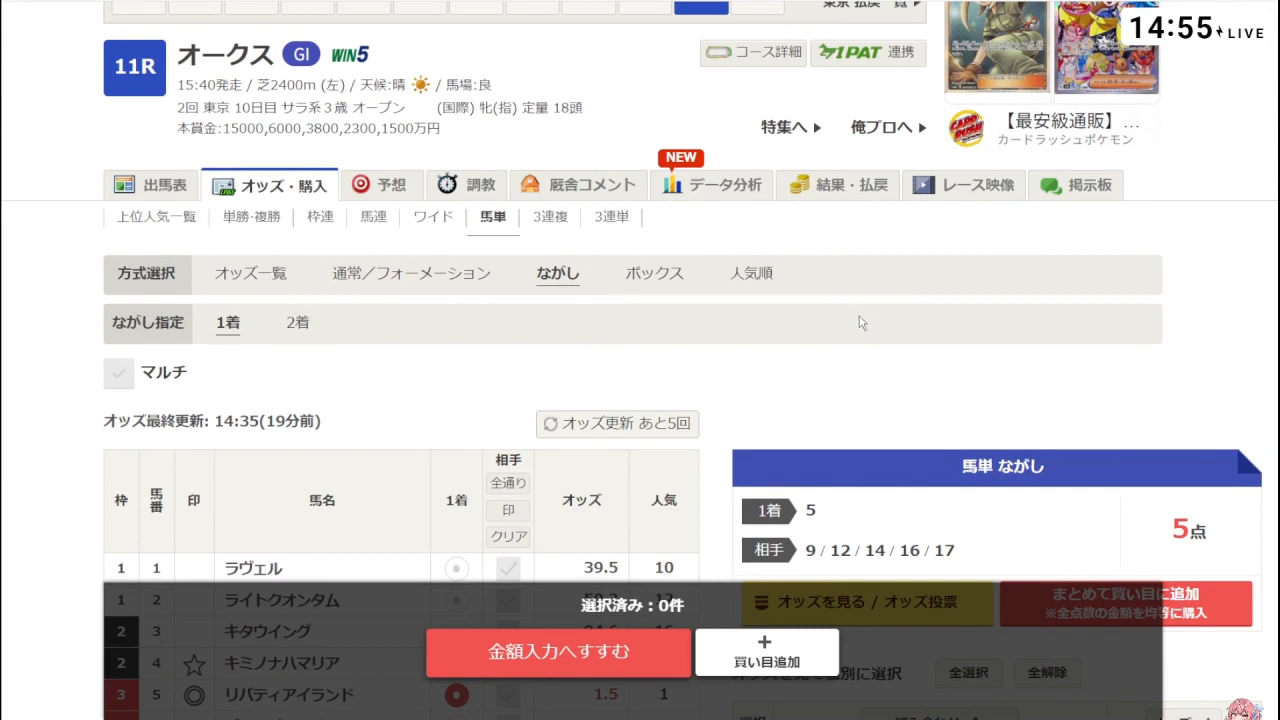 14:55 LIVE
11R オークス GI WIN5
コース詳細 I-PAT 連携
15:40発走 / 芝2400m (左) / 天候:晴 / 馬場:良
2回 東京 10日目 サラ系３歳 オープン (国際) 牝(指) 定量 18頭
本賞金:15000,6000,3800,2300,1500万円
特集へ 俺プロへ
CARD RUSH
【最安級通販】…
カードラッシュポケモン
NEW
出馬表 オッズ・購入 予想 調教 厩舎コメント データ分析 結果・払戻 レース映像 掲示板
上位人気一覧 単勝·複勝 枠連 馬連 ワイド 馬単 3連複 3連単
方式選択 オッズ一覧 通常／フォーメーション ながし ボックス 人気順
ながし指定 1着 2着
マルチ
オッズ最終更新: 14:35(19分前)
オッズ更新 あと5回
枠 馬番 印 馬名 1着 相手 全通り 印 クリア オッズ 人気
1 1 ラヴェル 39.5 10
1 2 ライトクオンタム
2 3 キタウイング
2 4 キミノナハマリア
3 5 リバティアイランド 1.5 1
馬単 ながし
1着 5
相手 9 / 12 / 14 / 16 / 17
5点
オッズを見る / オッズ投票
まとめて買い目に追加
※全点数の金額を均等に購入
選択済み：0件
金額入力へすすむ
買い目追加
別に選択 全選択 全解除